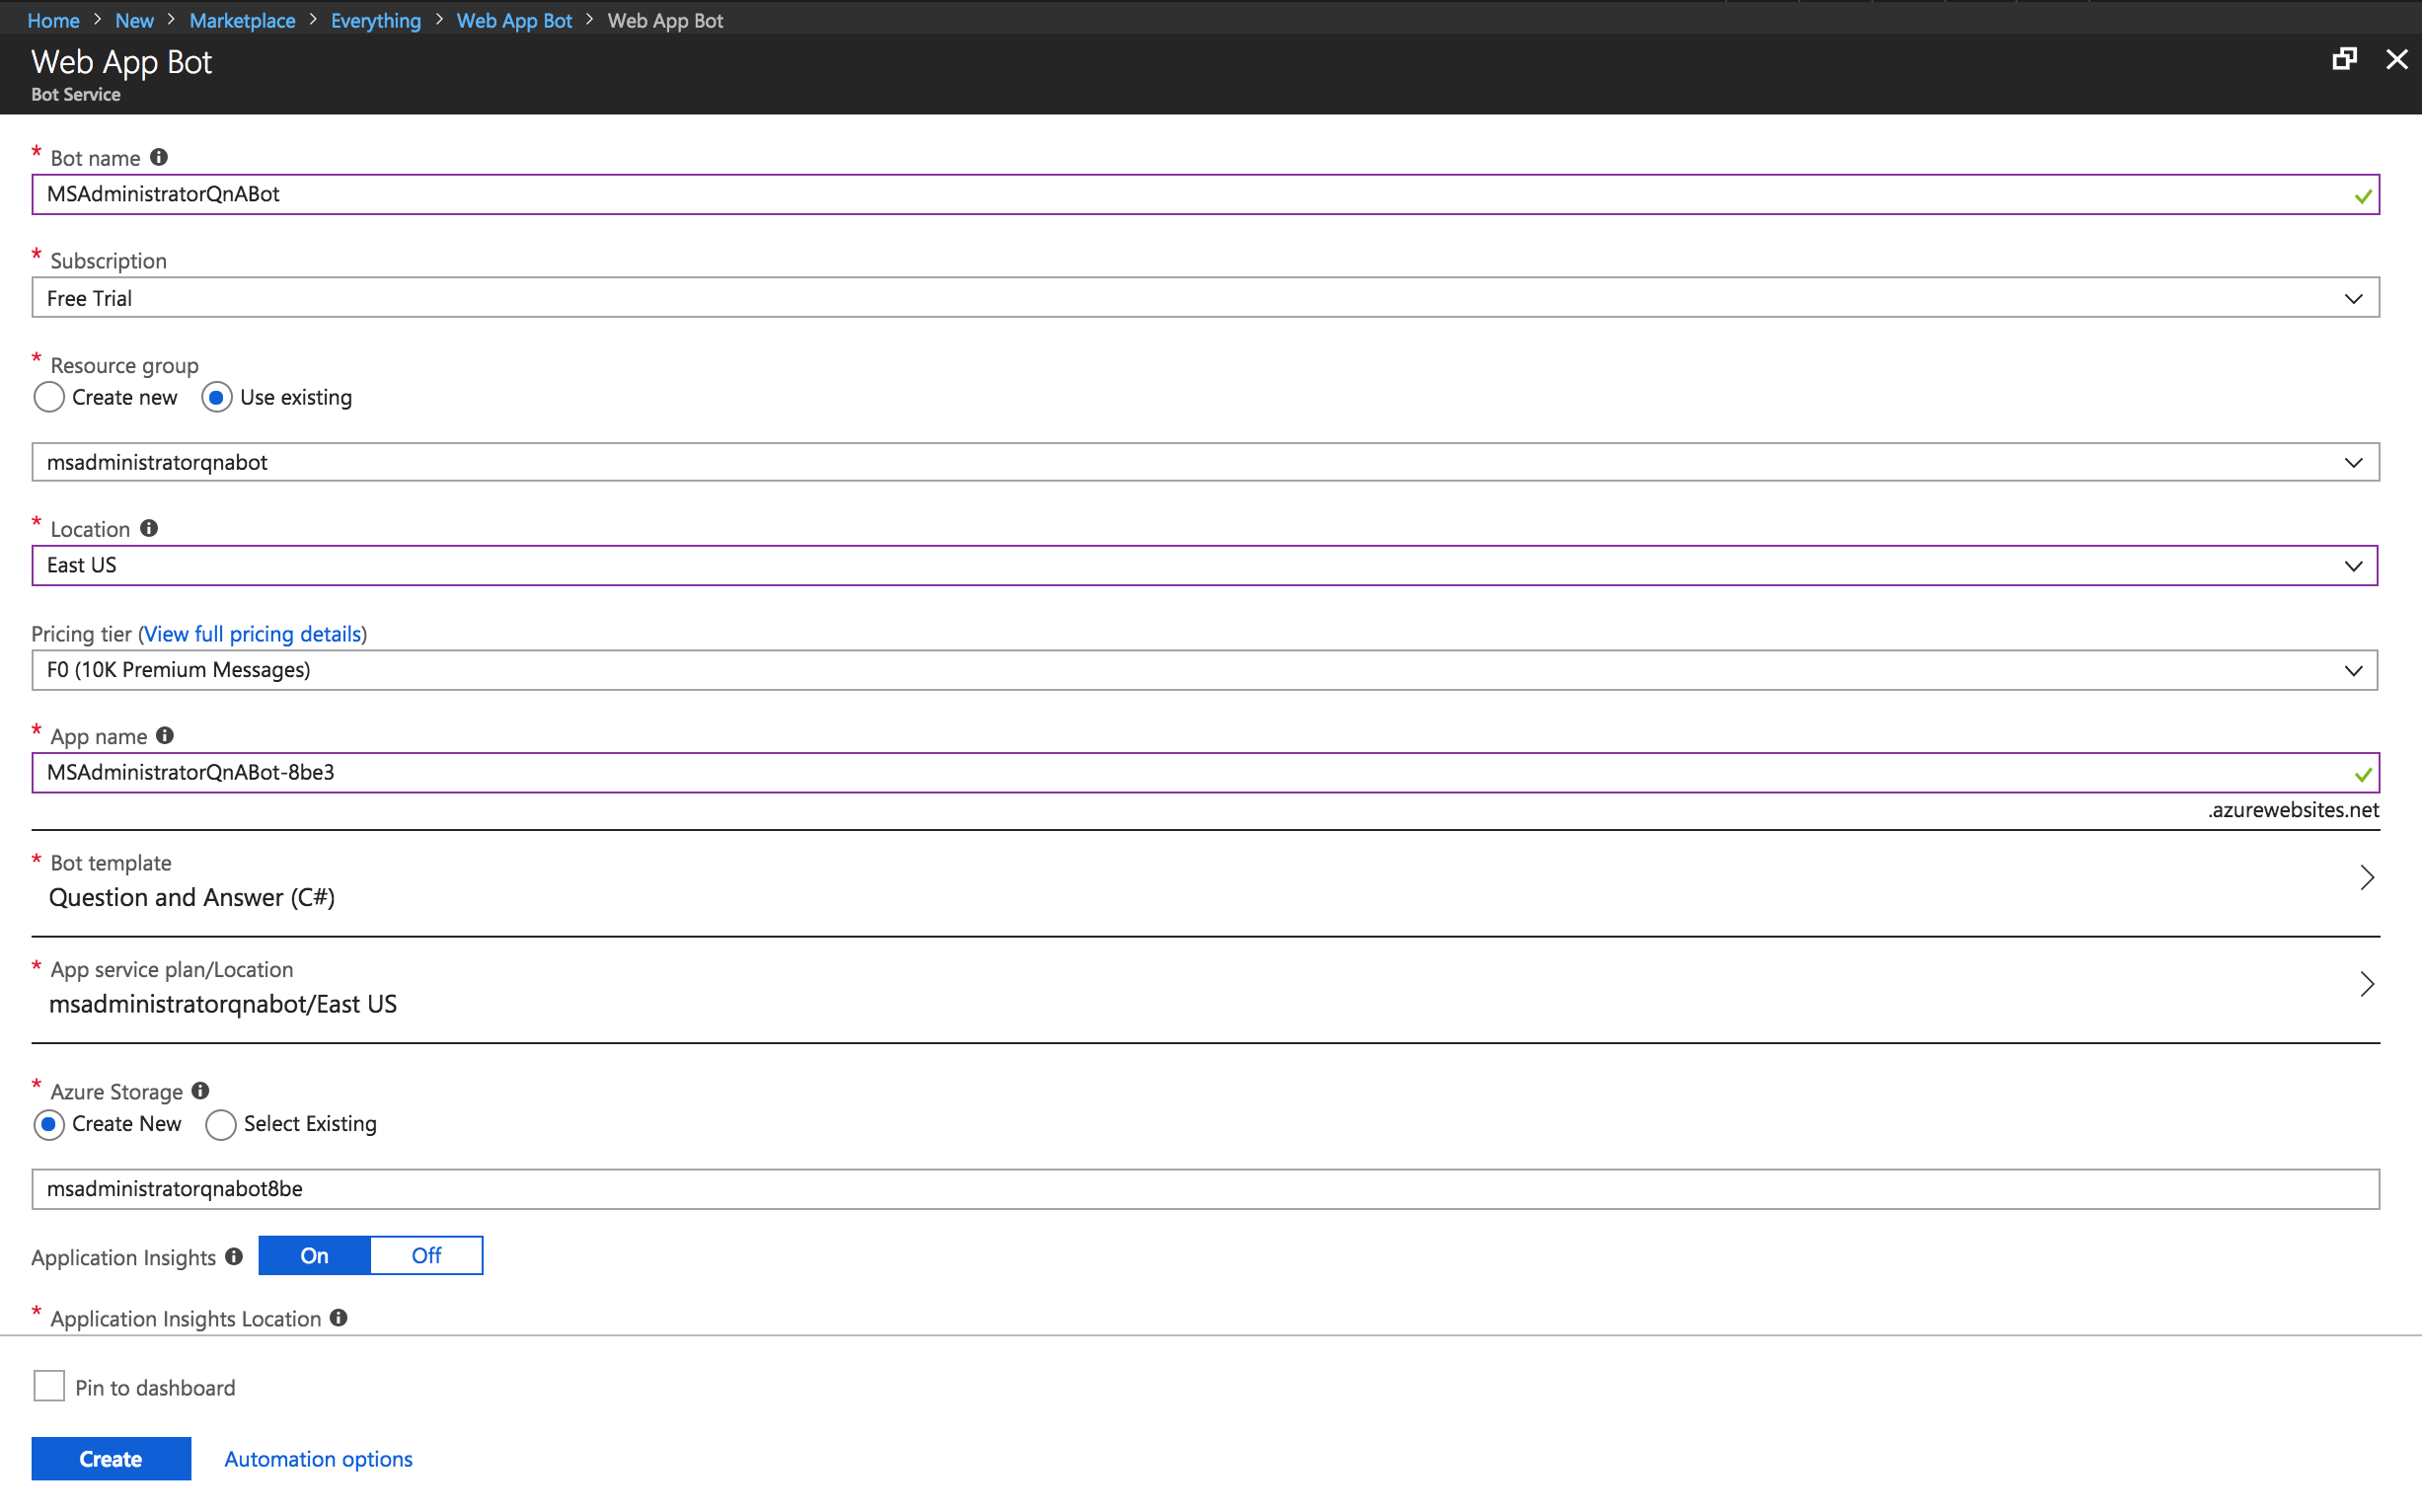 Home > New > Marketplace > Everything > Web App Bot > Web App Bot
Web App Bot
Bot Service
* Bot name
MSAdministratorQnABot
* Subscription
Free Trial
* Resource group
Create new Use existing
msadministratorqnabot
* Location
East US
Pricing tier (View full pricing details)
F0 (10K Premium Messages)
* App name
MSAdministratorQnABot-8be3
.azurewebsites.net
* Bot template
Question and Answer (C#)
* App service plan/Location
msadministratorqnabot/East US
* Azure Storage
Create New Select Existing
msadministratorqnabot8be
Application Insights On Off
* Application Insights Location
Pin to dashboard
Create Automation options